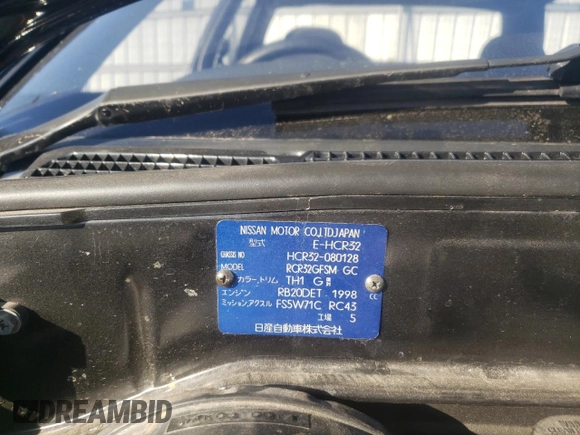 NISSAN MOTOR CO.,LTD.JAPAN
型式 E-HCR32
CHASSIS NO HCR32-080128
MODEL RCR32GFSM GC
カラー,トリム TH1 G
エンジン RB20DET 1998 CC
ミッション,アクスル FS5W71C RC43
工場 5
日産自動車株式会社
DREAMBID